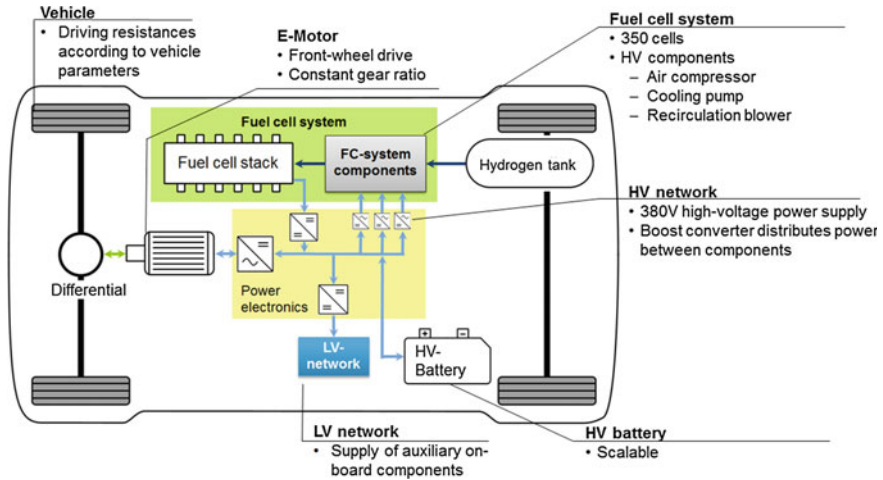 Vehicle
• Driving resistances
according to vehicle
parameters
E-Motor
• Front-wheel drive
• Constant gear ratio
Fuel cell system
• 350 cells
• HV components
– Air compressor
– Cooling pump
– Recirculation blower
Fuel cell system
Fuel cell stack
FC-system
components
Hydrogen tank
HV network
• 380V high-voltage power supply
• Boost converter distributes power
between components
Differential
Power
electronics
LV-
network
+ −
HV-
Battery
LV network
• Supply of auxiliary on-
board components
HV battery
• Scalable